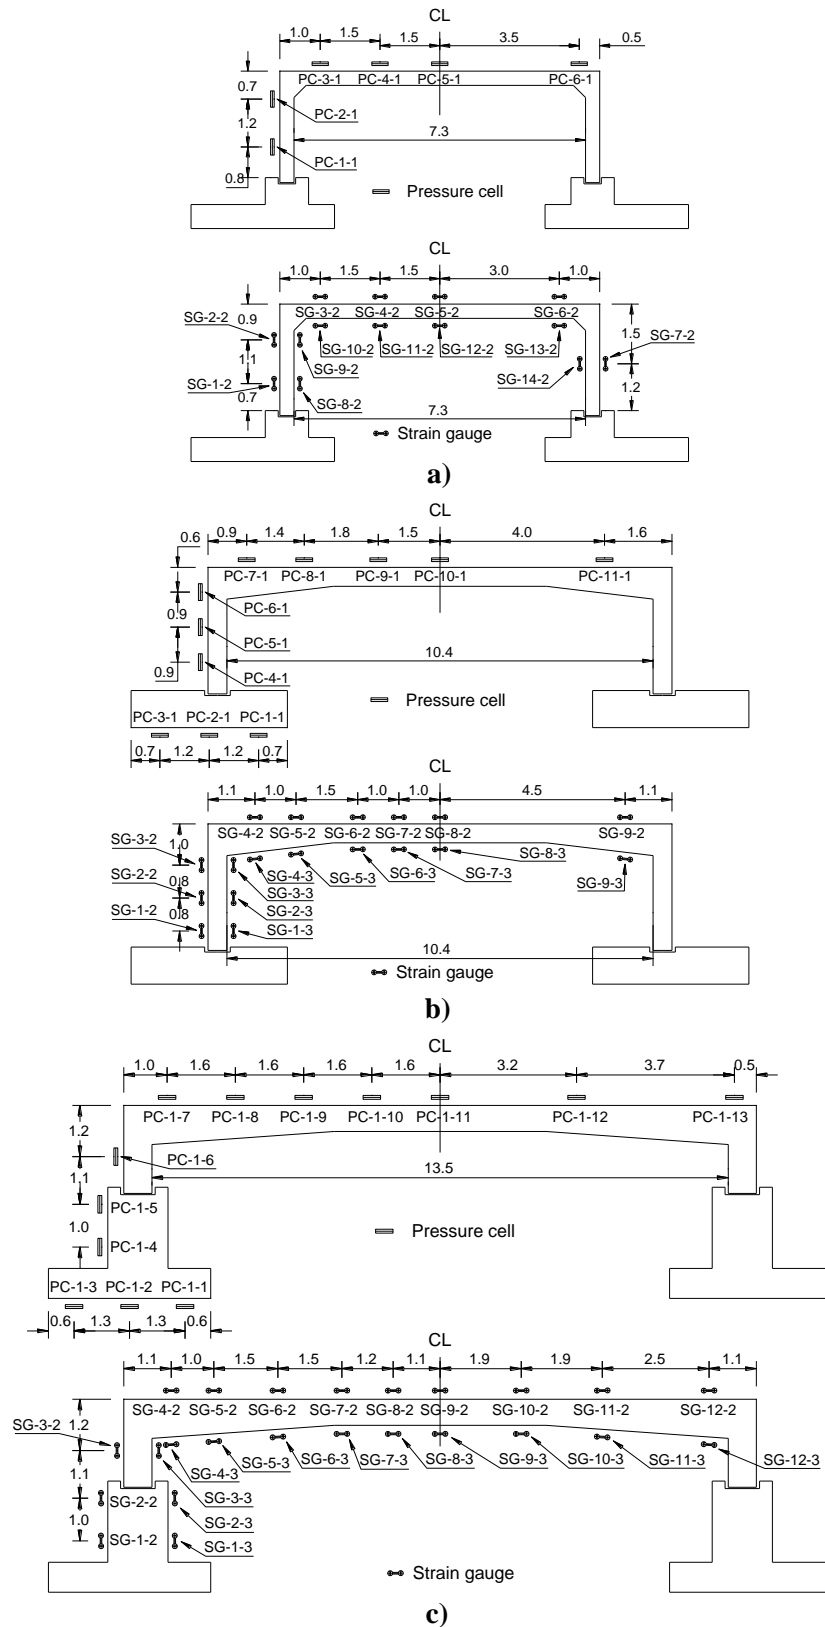 CL
1.0 1.5 1.5 3.5 0.5
PC-3-1 PC-4-1 PC-5-1 PC-6-1
0.7
PC-2-1
1.2
7.3
PC-1-1
0.8
Pressure cell
CL
1.0 1.5 1.5 3.0 1.0
SG-3-2 SG-4-2 SG-5-2 SG-6-2
0.9
SG-2-2
SG-10-2 SG-11-2 SG-12-2 SG-13-2
1.5
SG-7-2
SG-9-2
1.1
SG-14-2
SG-1-2
1.2
0.7
SG-8-2
7.3
Strain gauge
a)
CL
0.9 1.4 1.8 1.5 4.0 1.6
0.6
PC-7-1 PC-8-1 PC-9-1 PC-10-1 PC-11-1
PC-6-1
0.9
PC-5-1
10.4
0.9
PC-4-1
Pressure cell
PC-3-1 PC-2-1 PC-1-1
0.7 1.2 1.2 0.7
CL
1.1 1.0 1.5 1.0 1.0 4.5 1.1
SG-4-2 SG-5-2 SG-6-2 SG-7-2 SG-8-2 SG-9-2
SG-3-2
1.0
SG-8-3
SG-7-3
SG-6-3
SG-5-3
SG-4-3
SG-9-3
SG-2-2
0.8
SG-3-3
SG-2-3
SG-1-2
0.8
SG-1-3
10.4
Strain gauge
b)
CL
1.0 1.6 1.6 1.6 1.6 3.2 3.7 0.5
PC-1-7 PC-1-8 PC-1-9 PC-1-10 PC-1-11 PC-1-12 PC-1-13
1.2
PC-1-6
13.5
1.1
PC-1-5
1.0
Pressure cell
PC-1-4
PC-1-3 PC-1-2 PC-1-1
0.6 1.3 1.3 0.6
CL
1.1 1.0 1.5 1.5 1.2 1.1 1.9 1.9 2.5 1.1
SG-4-2 SG-5-2 SG-6-2 SG-7-2 SG-8-2 SG-9-2 SG-10-2 SG-11-2 SG-12-2
1.2
SG-3-2
SG-4-3 SG-5-3 SG-6-3 SG-7-3 SG-8-3 SG-9-3 SG-10-3 SG-11-3 SG-12-3
1.1
SG-3-3
SG-2-2
SG-2-3
1.0
SG-1-2
SG-1-3
Strain gauge
c)